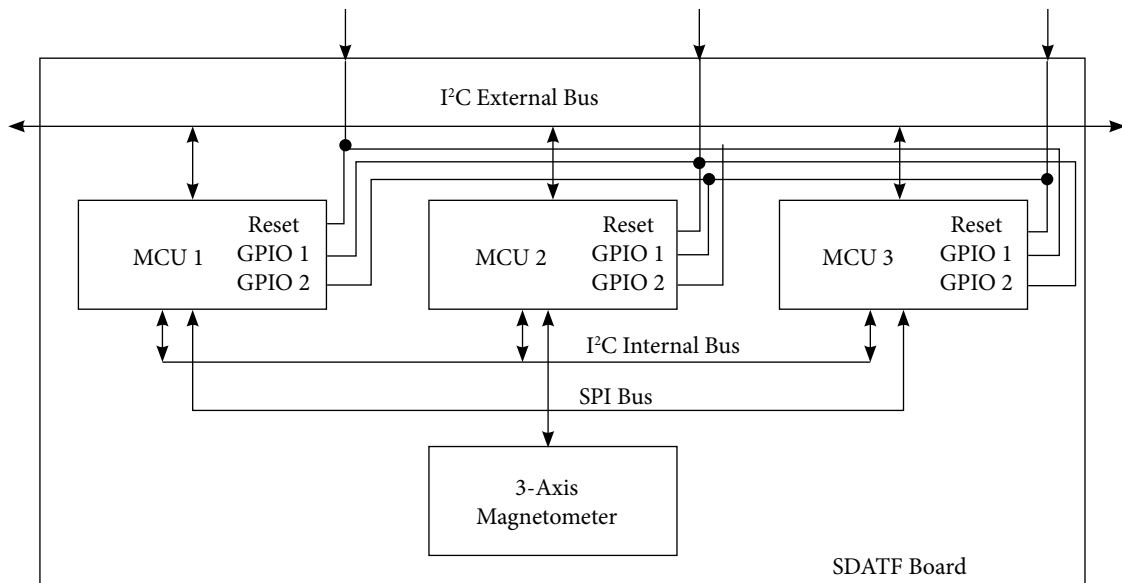 I²C External Bus
MCU 1
Reset
GPIO 1
GPIO 2
MCU 2
Reset
GPIO 1
GPIO 2
MCU 3
Reset
GPIO 1
GPIO 2
I²C Internal Bus
SPI Bus
3-Axis
Magnetometer
SDATF Board